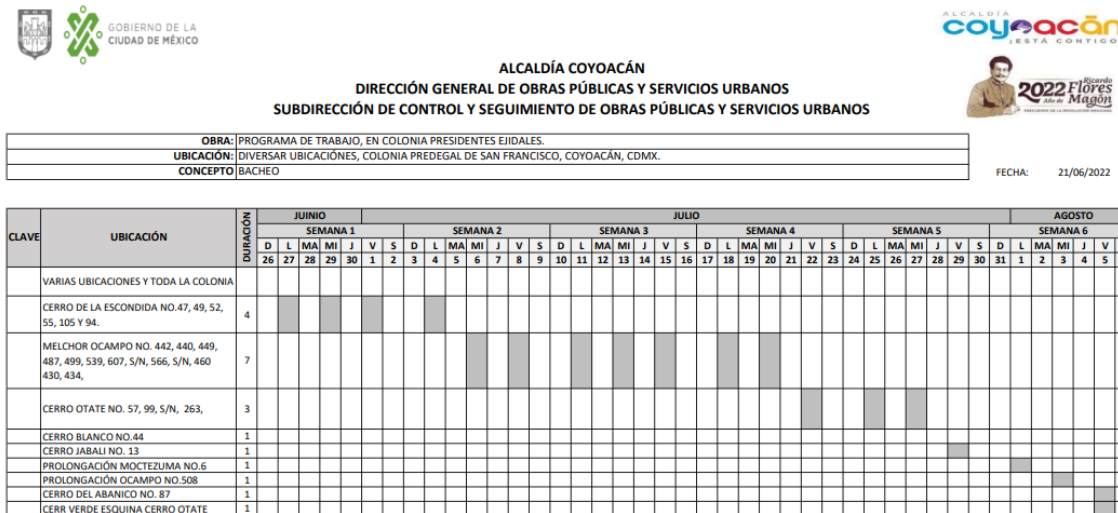 GOBIERNO DE LA
CIUDAD DE MÉXICO
ALCALDÍA
coyoacán
¡ESTÁ CONTIGO
ALCALDÍA COYOACÁN
DIRECCIÓN GENERAL DE OBRAS PÚBLICAS Y SERVICIOS URBANOS
SUBDIRECCIÓN DE CONTROL Y SEGUIMIENTO DE OBRAS PÚBLICAS Y SERVICIOS URBANOS
2022 Ricardo Flores
Año de Magón
OBRA: PROGRAMA DE TRABAJO, EN COLONIA PRESIDENTES EJIDALES.
UBICACIÓN: DIVERSAR UBICACIÓNES, COLONIA PREDEGAL DE SAN FRANCISCO, COYOACÁN, CDMX.
CONCEPTO BACHEO
FECHA: 21/06/2022
CLAVE UBICACIÓN DURACIÓN JUINIO JULIO AGOSTO
SEMANA 1 SEMANA 2 SEMANA 3 SEMANA 4 SEMANA 5 SEMANA 6
D L MA MI J V S D L MA MI J V S D L MA MI J V S D L MA MI J V S D L MA MI J V S D L MA MI J V
26 27 28 29 30 1 2 3 4 5 6 7 8 9 10 11 12 13 14 15 16 17 18 19 20 21 22 23 24 25 26 27 28 29 30 31 1 2 3 4 5
VARIAS UBICACIONES Y TODA LA COLONIA
CERRO DE LA ESCONDIDA NO.47, 49, 52,
55, 105 Y 94.
4
MELCHOR OCAMPO NO. 442, 440, 449,
487, 499, 539, 607, S/N, 566, S/N, 460
430, 434,
7
CERRO OTATE NO. 57, 99, S/N, 263,
3
CERRO BLANCO NO.44 1
CERRO JABALI NO. 13 1
PROLONGACIÓN MOCTEZUMA NO.6 1
PROLONGACIÓN OCAMPO NO.508 1
CERRO DEL ABANICO NO. 87 1
CERR VERDE ESQUINA CERRO OTATE 1